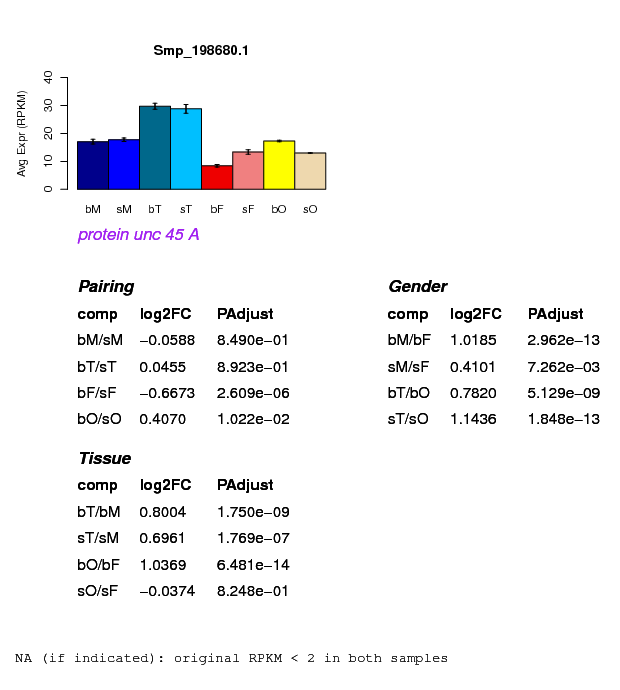 Smp_198680.1
Avg Expr (RPKM)
40
30
20
10
0
bM sM bT sT bF sF bO sO
protein unc 45 A
Pairing
comp log2FC PAdjust
bM/sM −0.0588 8.490e−01
bT/sT 0.0455 8.923e−01
bF/sF −0.6673 2.609e−06
bO/sO 0.4070 1.022e−02
Gender
comp log2FC PAdjust
bM/bF 1.0185 2.962e−13
sM/sF 0.4101 7.262e−03
bT/bO 0.7820 5.129e−09
sT/sO 1.1436 1.848e−13
Tissue
comp log2FC PAdjust
bT/bM 0.8004 1.750e−09
sT/sM 0.6961 1.769e−07
bO/bF 1.0369 6.481e−14
sO/sF −0.0374 8.248e−01
NA (if indicated): original RPKM < 2 in both samples